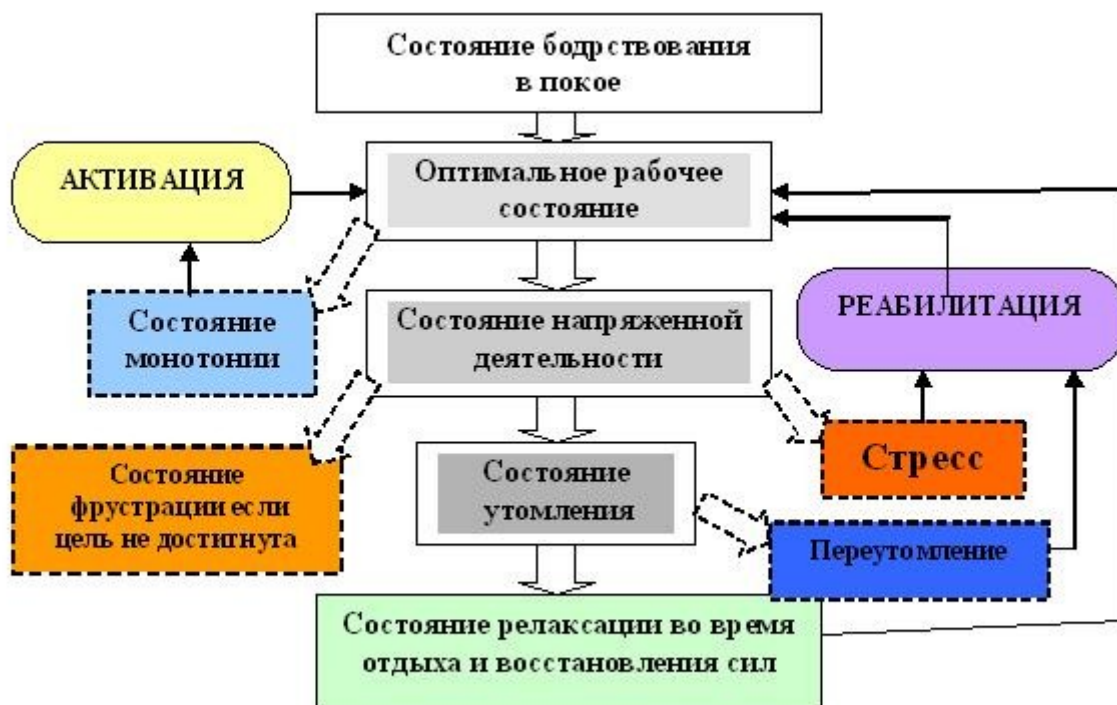 Состояние бодрствования
в покое
АКТИВАЦИЯ
Оптимальное рабочее
состояние
Состояние
монотонии
Состояние напряженной
деятельности
РЕАБИЛИТАЦИЯ
Состояние
фрустрации если
цель не достигнута
Состояние
утомления
Стресс
Переутомление
Состояние релаксации во время
отдыха и восстановления сил